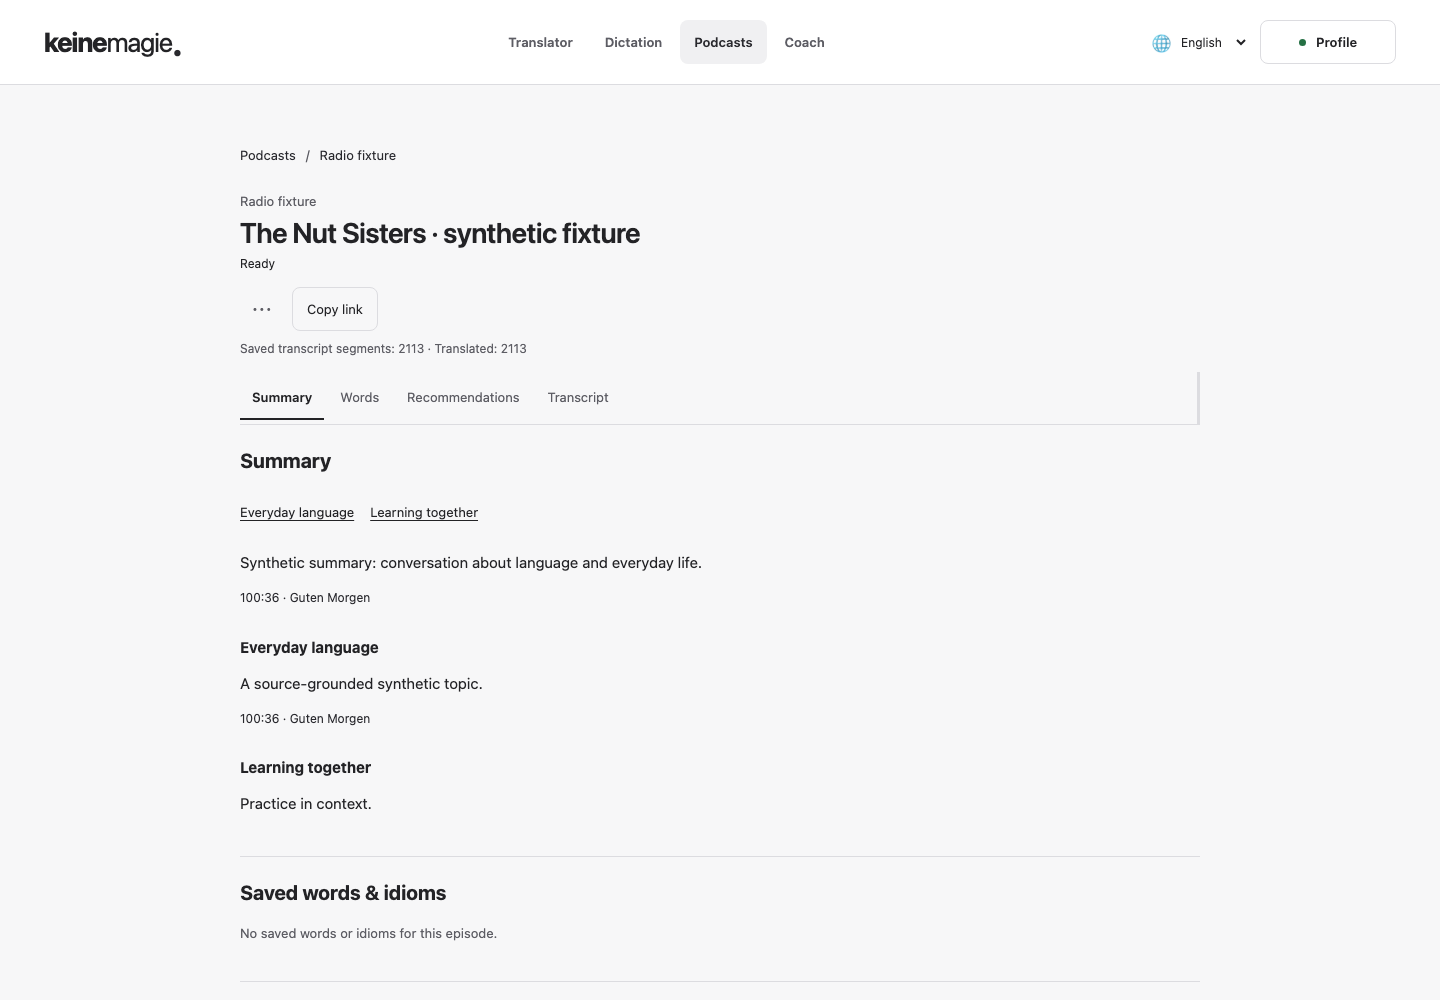 keinemagie.
Translator Dictation Podcasts Coach
English
Profile
Podcasts / Radio fixture
Radio fixture
The Nut Sisters · synthetic fixture
Ready
··· Copy link
Saved transcript segments: 2113 · Translated: 2113
Summary Words Recommendations Transcript
Summary
Everyday language Learning together
Synthetic summary: conversation about language and everyday life.
100:36 · Guten Morgen
Everyday language
A source-grounded synthetic topic.
100:36 · Guten Morgen
Learning together
Practice in context.
Saved words & idioms
No saved words or idioms for this episode.